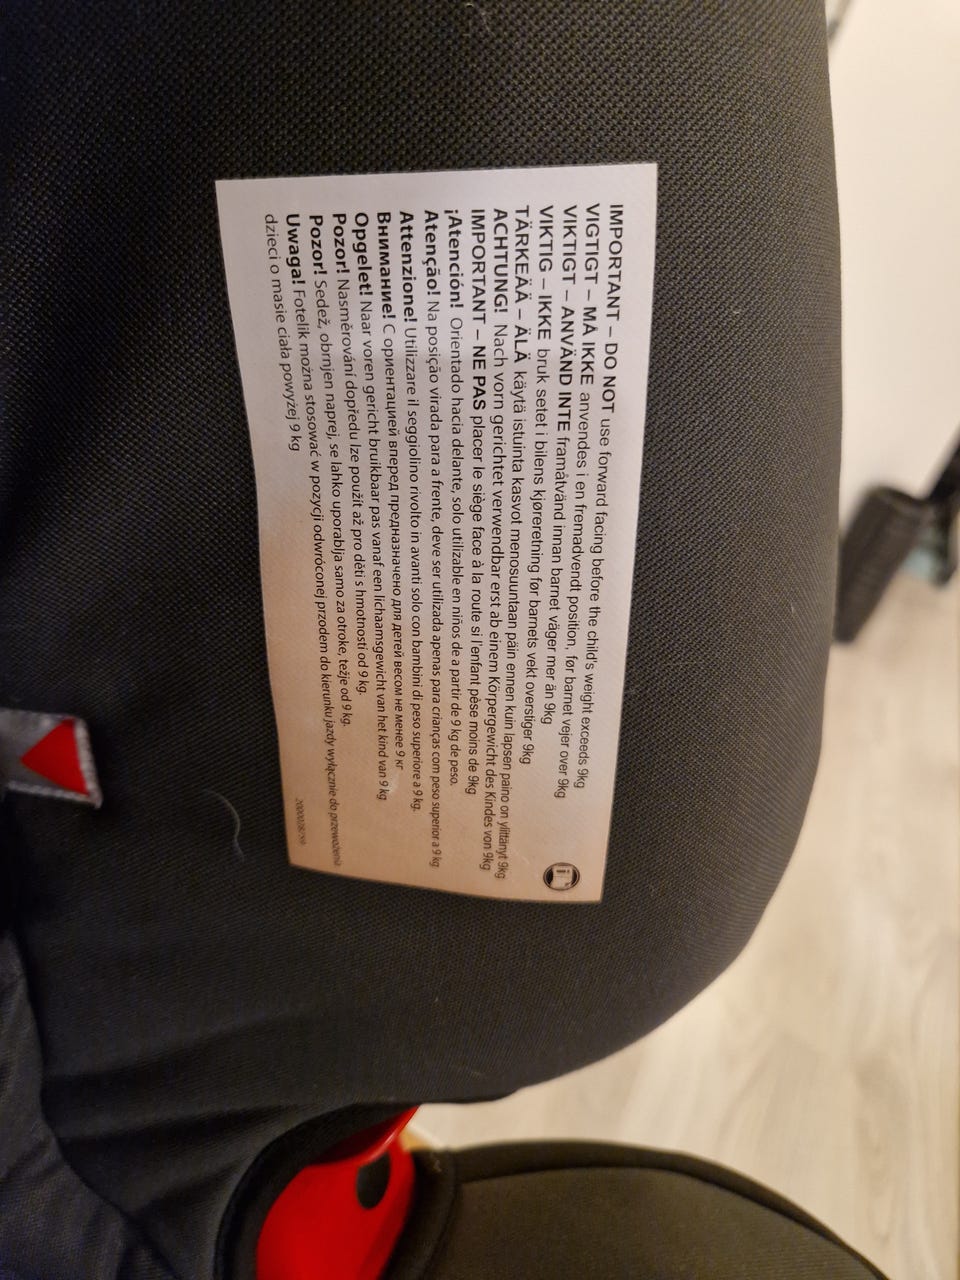 IMPORTANT – DO NOT use forward facing before the child's weight exceeds 9kg
VIGTIGT – MÅ IKKE anvendes i en fremadvendt position, før barnet vejer over 9kg
VIKTIGT – ANVÄND INTE framåtvänd innan barnet väger mer än 9kg
VIKTIG – IKKE bruk setet i bilens kjøreretning før barnets vekt overstiger 9kg
TÄRKEÄÄ – ÄLÄ käytä istuinta kasvot menosuuntaan päin ennen kuin lapsen paino on ylittänyt 9kg
ACHTUNG! Nach vorn gerichtet verwendbar erst ab einem Körpergewicht des Kindes von 9kg
IMPORTANT – NE PAS placer le siège face à la route si l'enfant pèse moins de 9kg
¡Atención! Orientado hacia delante, solo utilizable en niños de a partir de 9 kg de peso.
Atenção! Na posição virada para a frente, deve ser utilizada apenas para crianças com peso superior a 9 kg
Attenzione! Utilizzare il seggiolino rivolto in avanti solo con bambini di peso superiore a 9 kg.
Внимание! С ориентацией вперед предназначено для детей весом не менее 9 кг
Opgelet! Naar voren gericht bruikbaar pas vanaf een lichaamsgewicht van het kind van 9 kg
Pozor! Nasměrování dopředu lze použít až pro děti s hmotností od 9 kg.
Pozor! Sedež, obrnjen naprej, se lahko uporablja samo za otroke, težje od 9 kg.
Uwaga! Fotelik można stosować w pozycji odwróconej przodem do kierunku jazdy wyłącznie do przewożenia
dzieci o masie ciała powyżej 9 kg